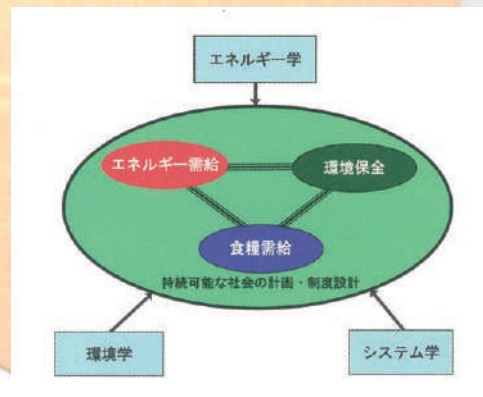 エネルギー学
エネルギー需給
環境保全
食糧需給
持続可能な社会の計画・制度設計
環境学
システム学